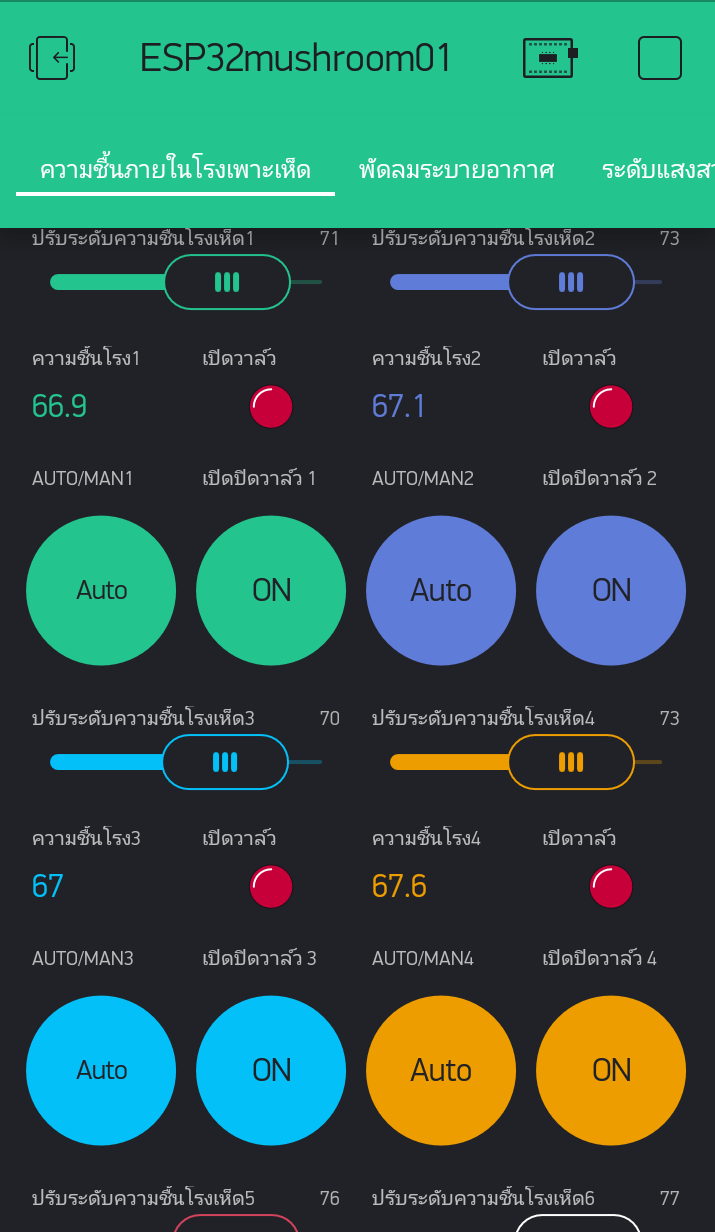 ESP32mushroom01
ความชื้นภายในโรงเพาะเห็ด พัดลมระบายอากาศ ระดับแสงส
ปรับระดับความชื้นโรงเห็ด1 71 ปรับระดับความชื้นโรงเห็ด2 73
ความชื้นโรง1 เปิดวาล์ว ความชื้นโรง2 เปิดวาล์ว
66.9 67.1
AUTO/MAN1 เปิดปิดวาล์ว 1 AUTO/MAN2 เปิดปิดวาล์ว 2
Auto ON Auto ON
ปรับระดับความชื้นโรงเห็ด3 70 ปรับระดับความชื้นโรงเห็ด4 73
ความชื้นโรง3 เปิดวาล์ว ความชื้นโรง4 เปิดวาล์ว
67 67.6
AUTO/MAN3 เปิดปิดวาล์ว 3 AUTO/MAN4 เปิดปิดวาล์ว 4
Auto ON Auto ON
ปรับระดับความชื้นโรงเห็ด5 76 ปรับระดับความชื้นโรงเห็ด6 77